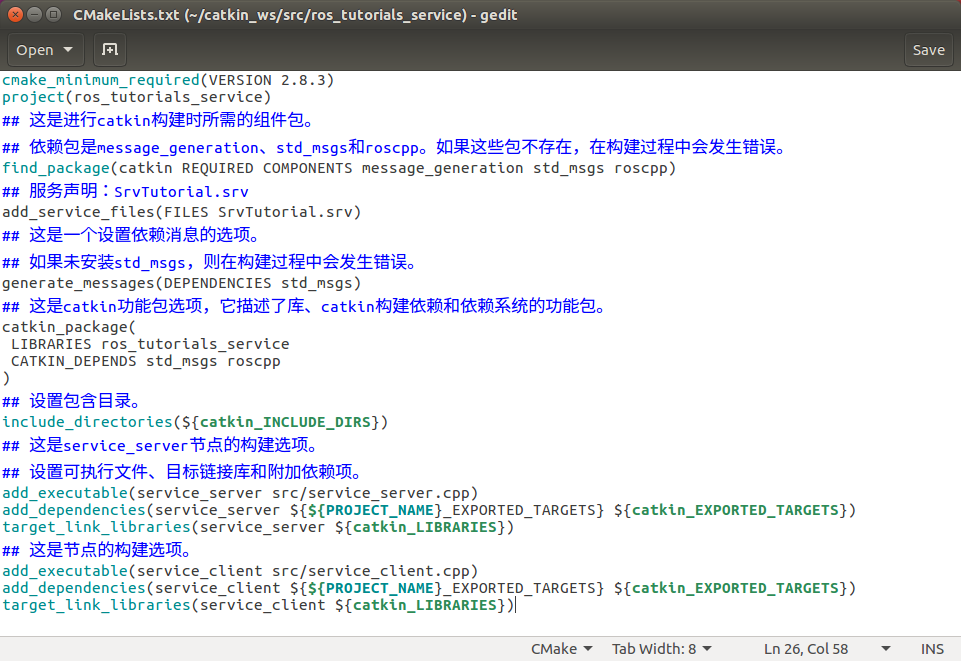 CMakeLists.txt (~/catkin_ws/src/ros_tutorials_service) - gedit
Open
Save
cmake_minimum_required(VERSION 2.8.3)
project(ros_tutorials_service)
## 这是进行catkin构建时所需的组件包。
## 依赖包是message_generation、std_msgs和roscpp。如果这些包不存在，在构建过程中会发生错误。
find_package(catkin REQUIRED COMPONENTS message_generation std_msgs roscpp)
## 服务声明：SrvTutorial.srv
add_service_files(FILES SrvTutorial.srv)
## 这是一个设置依赖消息的选项。
## 如果未安装std_msgs，则在构建过程中会发生错误。
generate_messages(DEPENDENCIES std_msgs)
## 这是catkin功能包选项，它描述了库、catkin构建依赖和依赖系统的功能包。
catkin_package(
 LIBRARIES ros_tutorials_service
 CATKIN_DEPENDS std_msgs roscpp
)
## 设置包含目录。
include_directories(${catkin_INCLUDE_DIRS})
## 这是service_server节点的构建选项。
## 设置可执行文件、目标链接库和附加依赖项。
add_executable(service_server src/service_server.cpp)
add_dependencies(service_server ${${PROJECT_NAME}_EXPORTED_TARGETS} ${catkin_EXPORTED_TARGETS})
target_link_libraries(service_server ${catkin_LIBRARIES})
## 这是节点的构建选项。
add_executable(service_client src/service_client.cpp)
add_dependencies(service_client ${${PROJECT_NAME}_EXPORTED_TARGETS} ${catkin_EXPORTED_TARGETS})
target_link_libraries(service_client ${catkin_LIBRARIES})
CMake Tab Width: 8 Ln 26, Col 58 INS